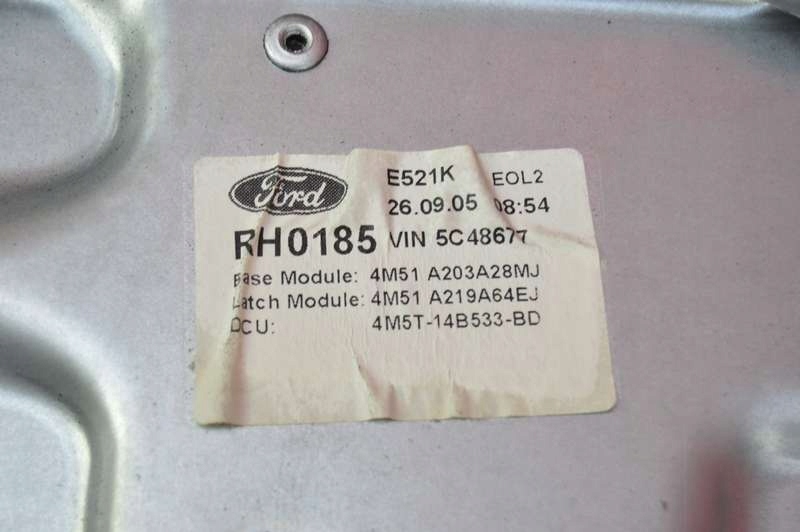 Ford E521K EOL2
26.09.05 08:54
RH0185 VIN 5C48677
Base Module: 4M51 A203A28MJ
Latch Module: 4M51 A219A64EJ
DCU: 4M5T-14B533-BD